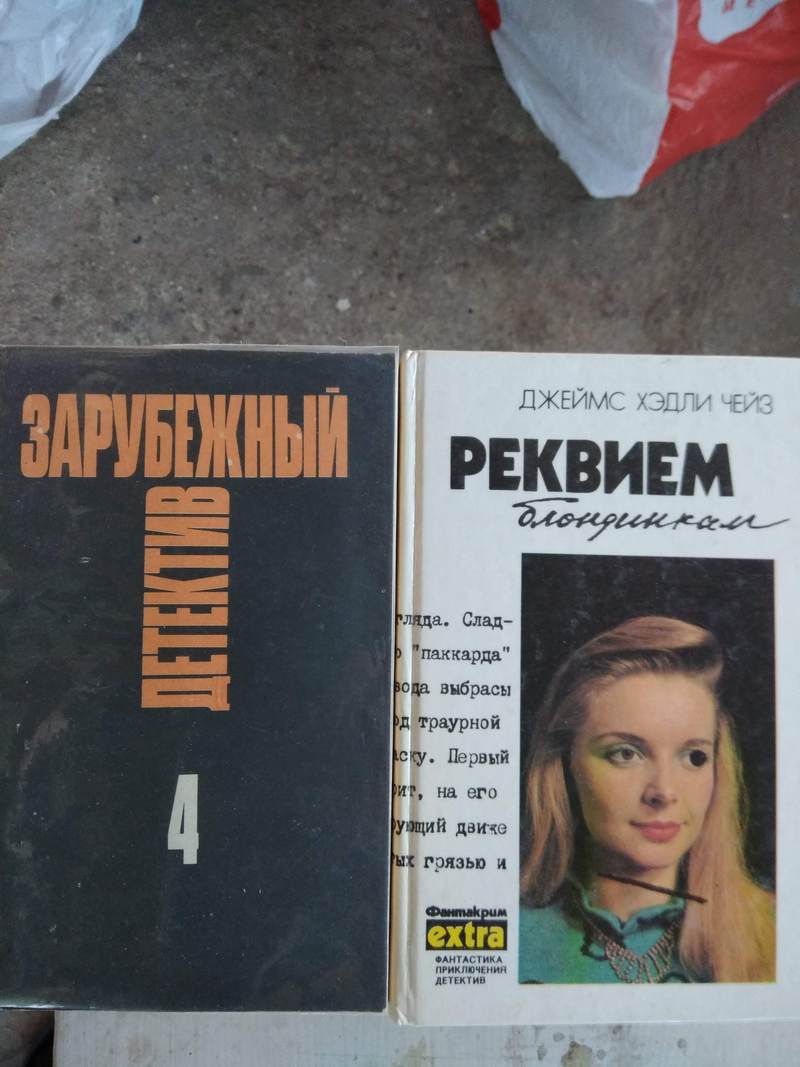 ЗАРУБЕЖНЫЙ
ДЕТЕКТИВ
4
ДЖЕЙМС ХЭДЛИ ЧЕЙЗ
РЕКВИЕМ
блондинкам
гляда. Слад-
о "паккарда"
вода выбрасы
од траурной
аску. Первый
рит, на его
рующий движе
тых грязью и
Фантакрим
extra
ФАНТАСТИКА
ПРИКЛЮЧЕНИЯ
ДЕТЕКТИВ